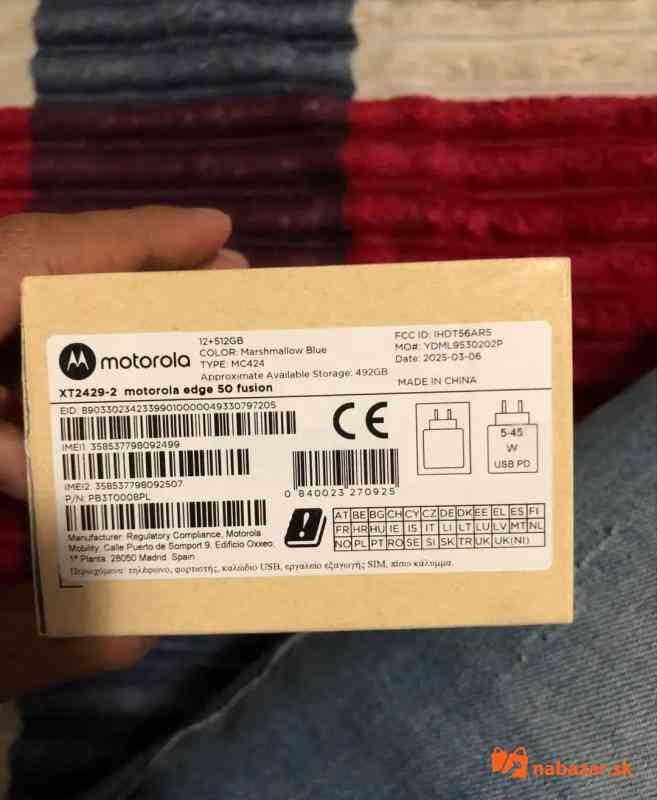 motorola
12+512GB
COLOR: Marshmallow Blue
TYPE: MC424
Approximate Available Storage: 492GB
FCC ID: IHDT56AR5
MO#: YDML9530202P
Date: 2025-03-06
MADE IN CHINA
XT2429-2 motorola edge 50 fusion
EID: 89033023423399010000049330797205
IMEI1: 358537798092499
IMEI2: 358537798092507
P/N: PB3T0008PL
CE
0 840023 270925
5-45
W
USB PD
AT BE BG CH CY CZ DE DK EE EL ES FI
FR HR HU IE IS IT LI LT LU LV MT NL
NO PL PT RO SE SI SK TR UK UK(NI)
Manufacturer: Regulatory Compliance, Motorola
Mobility, Calle Puerto de Somport 9, Edificio Oxxeo,
1ª Planta, 28050 Madrid. Spain
Περιεχόμενα: τηλέφωνο, φορτιστής, καλώδιο USB, εργαλείο εξαγωγής SIM, πίσω κάλυμμα.
nabazar.sk